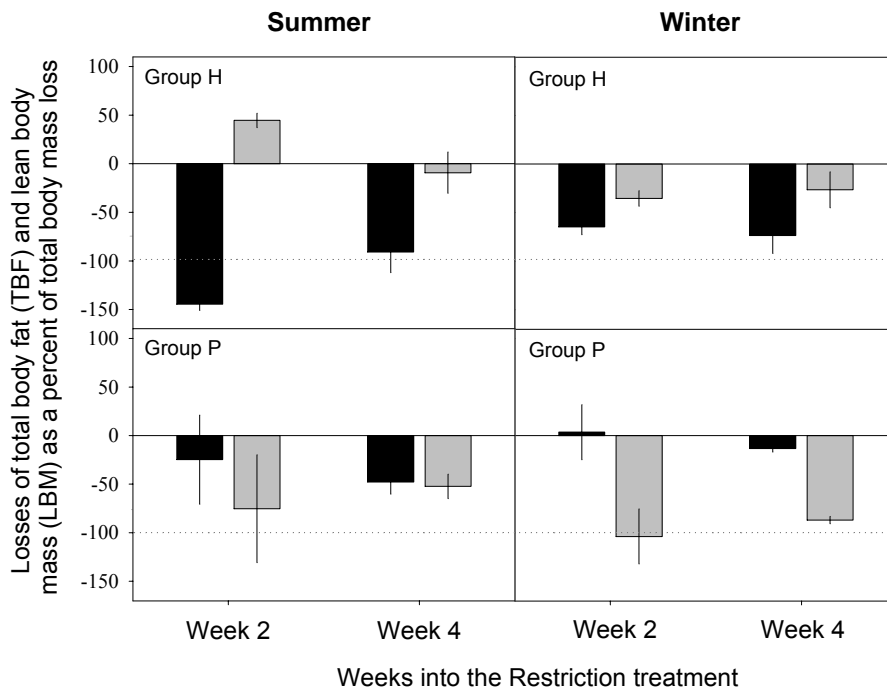 Summer Winter
Losses of total body fat (TBF) and lean body
mass (LBM) as a percent of total body mass loss
100
50
0
-50
-100
-150
Group H
Group H
100
50
0
-50
-100
-150
Group P
Group P
Week 2 Week 4 Week 2 Week 4
Weeks into the Restriction treatment